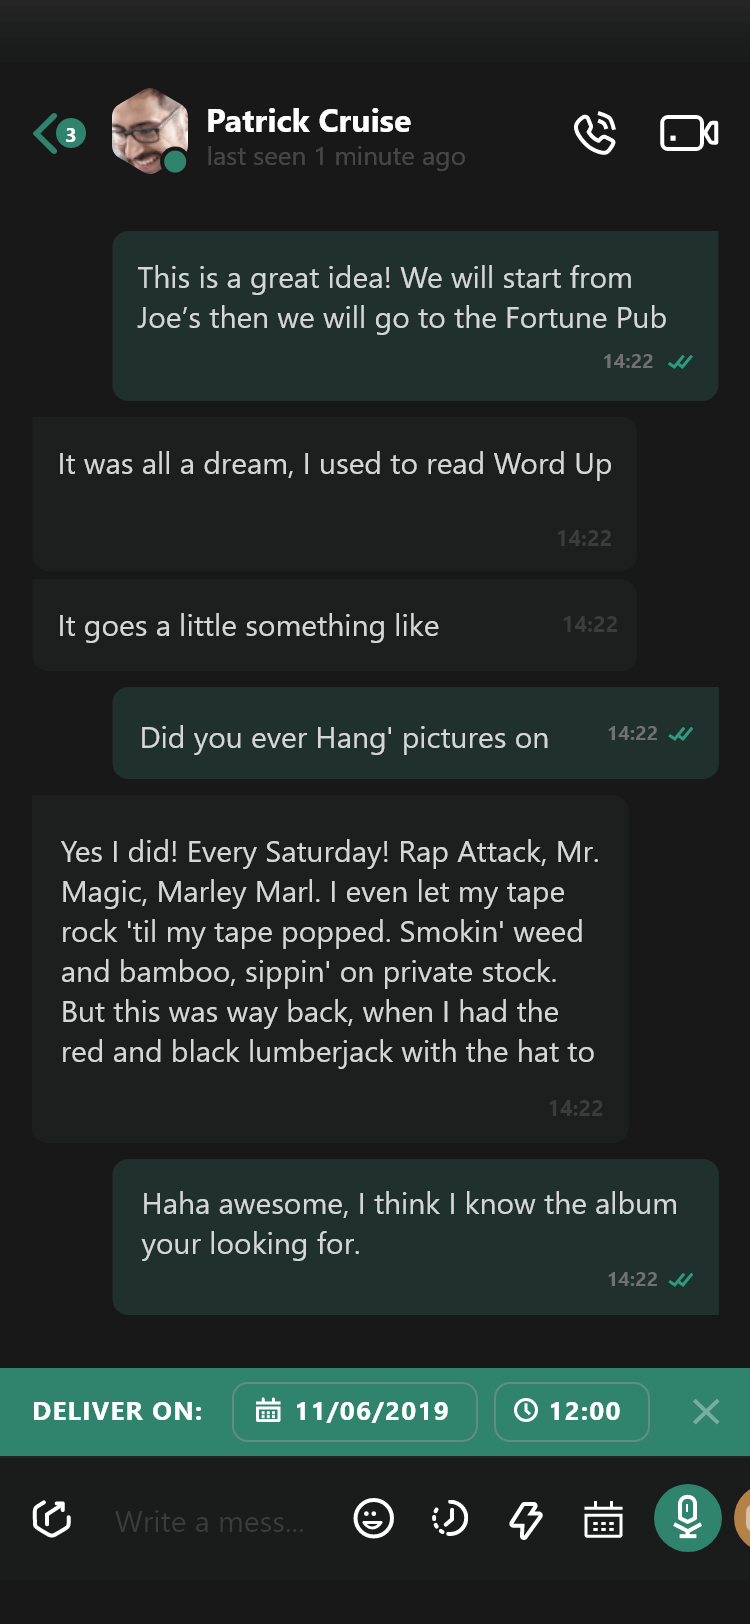 3
Patrick Cruise
last seen 1 minute ago
This is a great idea! We will start from
Joe’s then we will go to the Fortune Pub
14:22
It was all a dream, I used to read Word Up
14:22
It goes a little something like
14:22
Did you ever Hang' pictures on
14:22
Yes I did! Every Saturday! Rap Attack, Mr.
Magic, Marley Marl. I even let my tape
rock 'til my tape popped. Smokin' weed
and bamboo, sippin' on private stock.
But this was way back, when I had the
red and black lumberjack with the hat to
14:22
Haha awesome, I think I know the album
your looking for.
14:22
DELIVER ON: 11/06/2019 12:00
Write a mess...